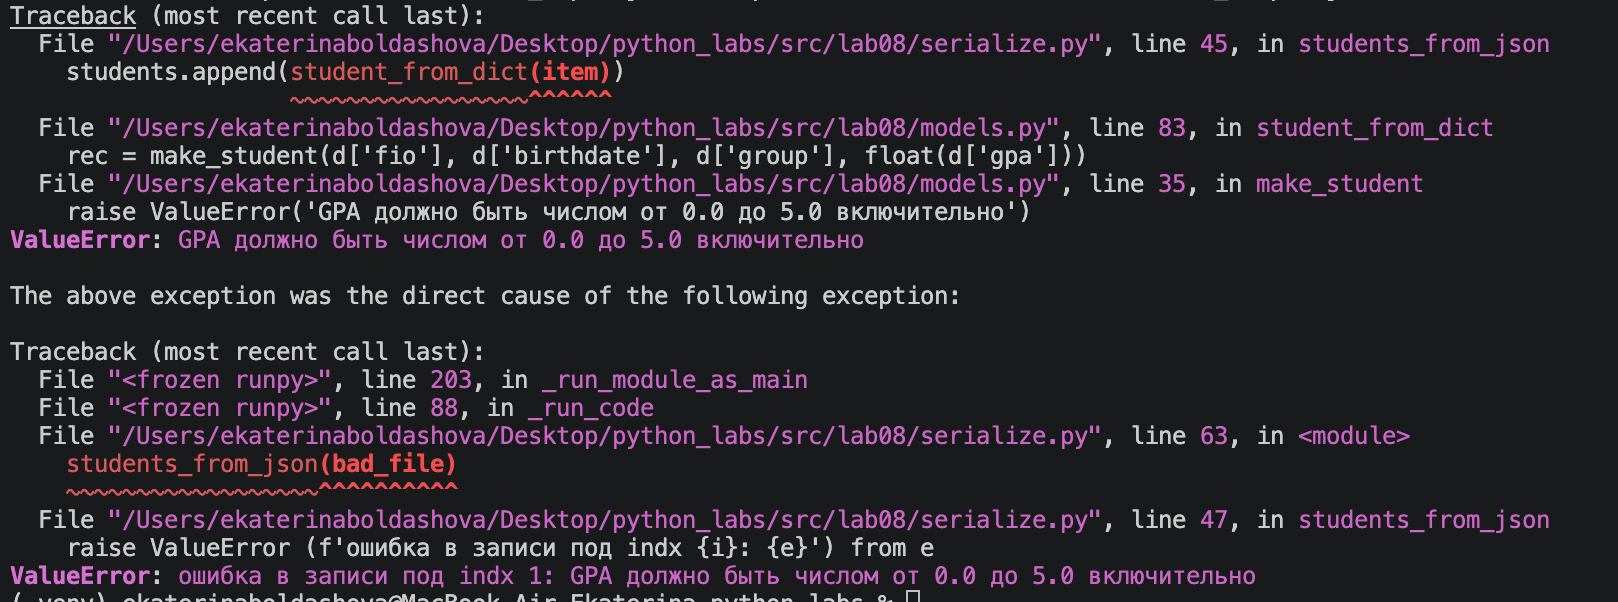 Traceback (most recent call last):
  File "/Users/ekaterinaboldashova/Desktop/python_labs/src/lab08/serialize.py", line 45, in students_from_json
    students.append(student_from_dict(item))
                    ~~~~~~~~~~~~~~~~~^^^^^^
  File "/Users/ekaterinaboldashova/Desktop/python_labs/src/lab08/models.py", line 83, in student_from_dict
    rec = make_student(d['fio'], d['birthdate'], d['group'], float(d['gpa']))
  File "/Users/ekaterinaboldashova/Desktop/python_labs/src/lab08/models.py", line 35, in make_student
    raise ValueError('GPA должно быть числом от 0.0 до 5.0 включительно')
ValueError: GPA должно быть числом от 0.0 до 5.0 включительно

The above exception was the direct cause of the following exception:

Traceback (most recent call last):
  File "<frozen runpy>", line 203, in _run_module_as_main
  File "<frozen runpy>", line 88, in _run_code
  File "/Users/ekaterinaboldashova/Desktop/python_labs/src/lab08/serialize.py", line 63, in <module>
    students_from_json(bad_file)
    ~~~~~~~~~~~~~~~~~~^^^^^^^^^^
  File "/Users/ekaterinaboldashova/Desktop/python_labs/src/lab08/serialize.py", line 47, in students_from_json
    raise ValueError (f'ошибка в записи под indx {i}: {e}') from e
ValueError: ошибка в записи под indx 1: GPA должно быть числом от 0.0 до 5.0 включительно
ekaterinaboldashova@MacBook-Air-Ekaterina python_labs %